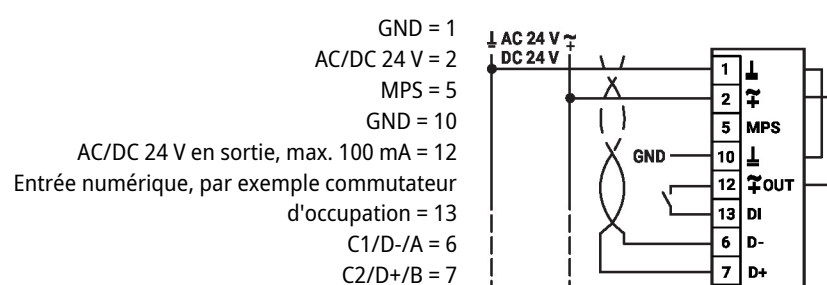 GND = 1
AC/DC 24 V = 2
MPS = 5
GND = 10
AC/DC 24 V en sortie, max. 100 mA = 12
Entrée numérique, par exemple commutateur
d'occupation = 13
C1/D-/A = 6
C2/D+/B = 7
AC 24 V
DC 24 V
1
2
5 MPS
GND 10
12 OUT
13 DI
6 D-
7 D+